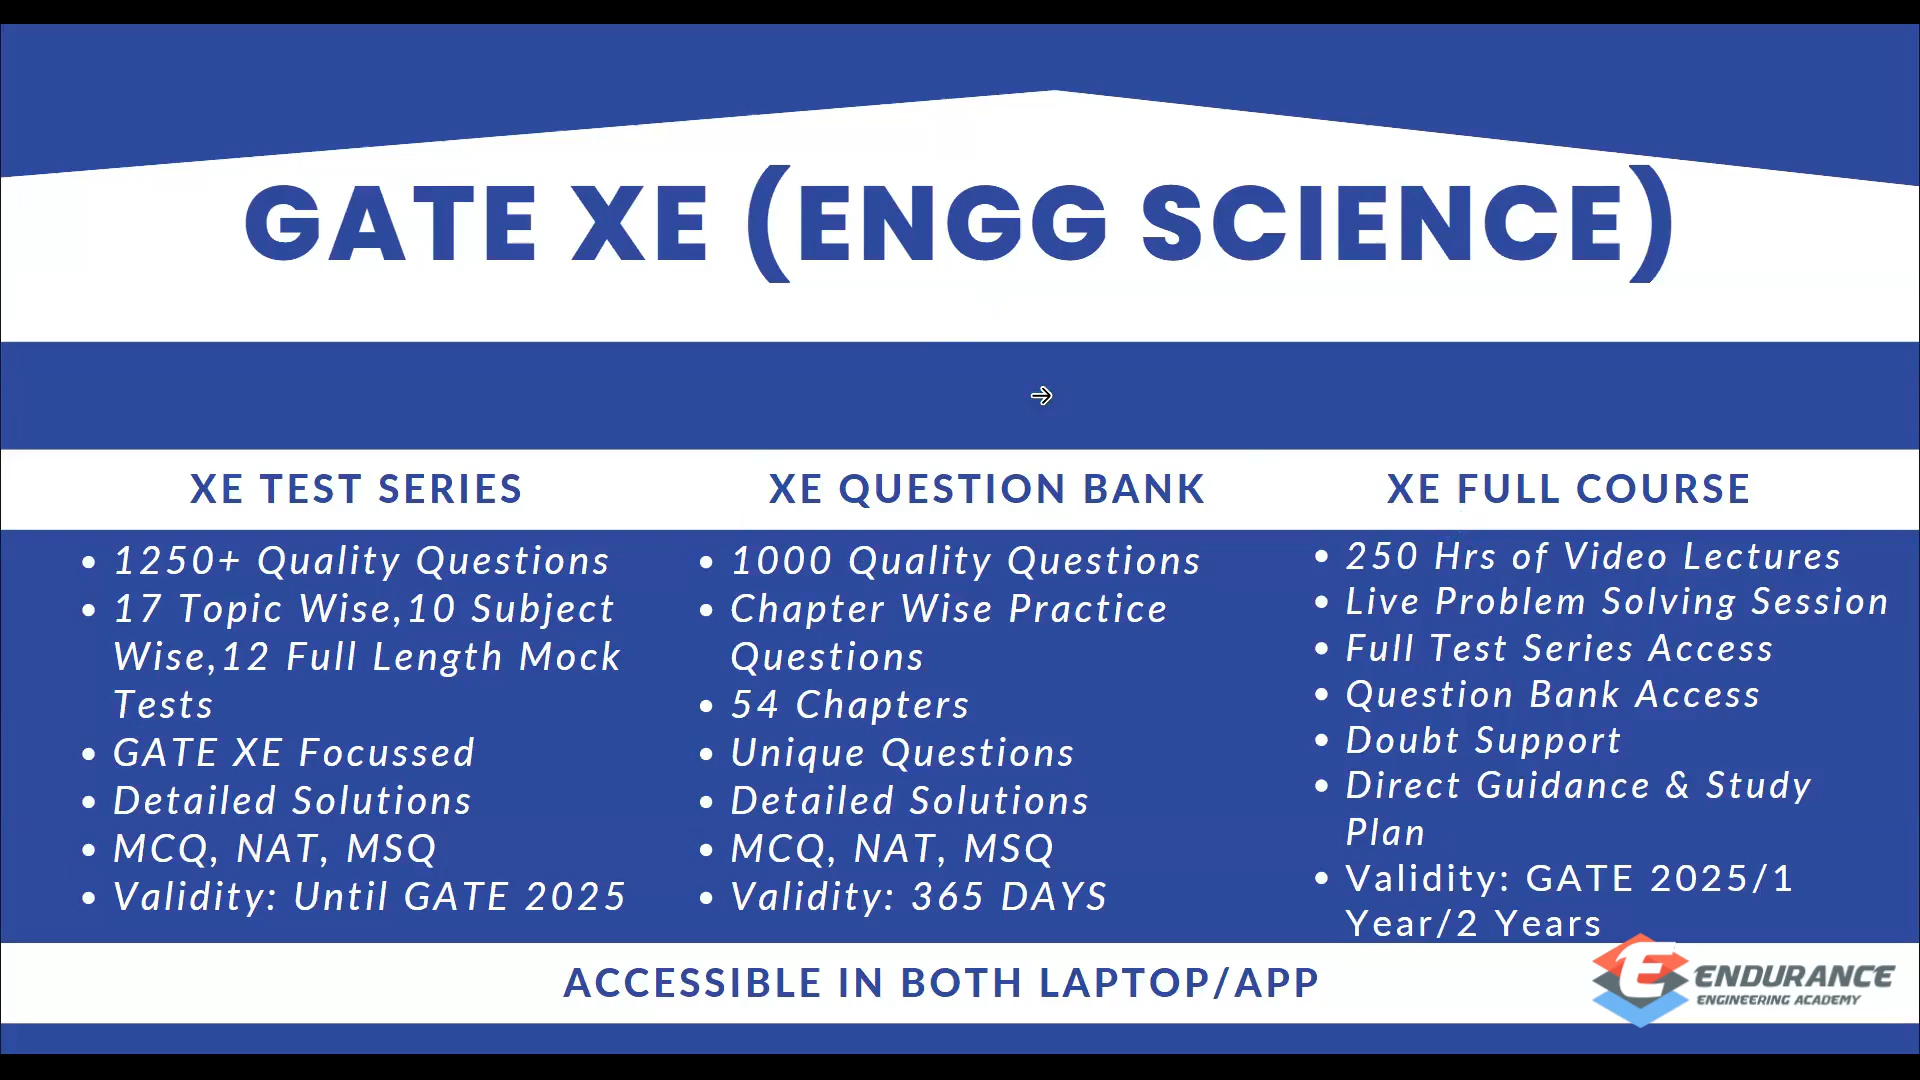 GATE XE (ENGG SCIENCE)
XE TEST SERIES
• 1250+ Quality Questions
• 17 Topic Wise,10 Subject
Wise,12 Full Length Mock
Tests
• GATE XE Focussed
• Detailed Solutions
• MCQ, NAT, MSQ
• Validity: Until GATE 2025
XE QUESTION BANK
• 1000 Quality Questions
• Chapter Wise Practice
Questions
• 54 Chapters
• Unique Questions
• Detailed Solutions
• MCQ, NAT, MSQ
• Validity: 365 DAYS
XE FULL COURSE
• 250 Hrs of Video Lectures
• Live Problem Solving Session
• Full Test Series Access
• Question Bank Access
• Doubt Support
• Direct Guidance & Study
Plan
• Validity: GATE 2025/1
Year/2 Years
ACCESSIBLE IN BOTH LAPTOP/APP
E ENDURANCE
ENGINEERING ACADEMY